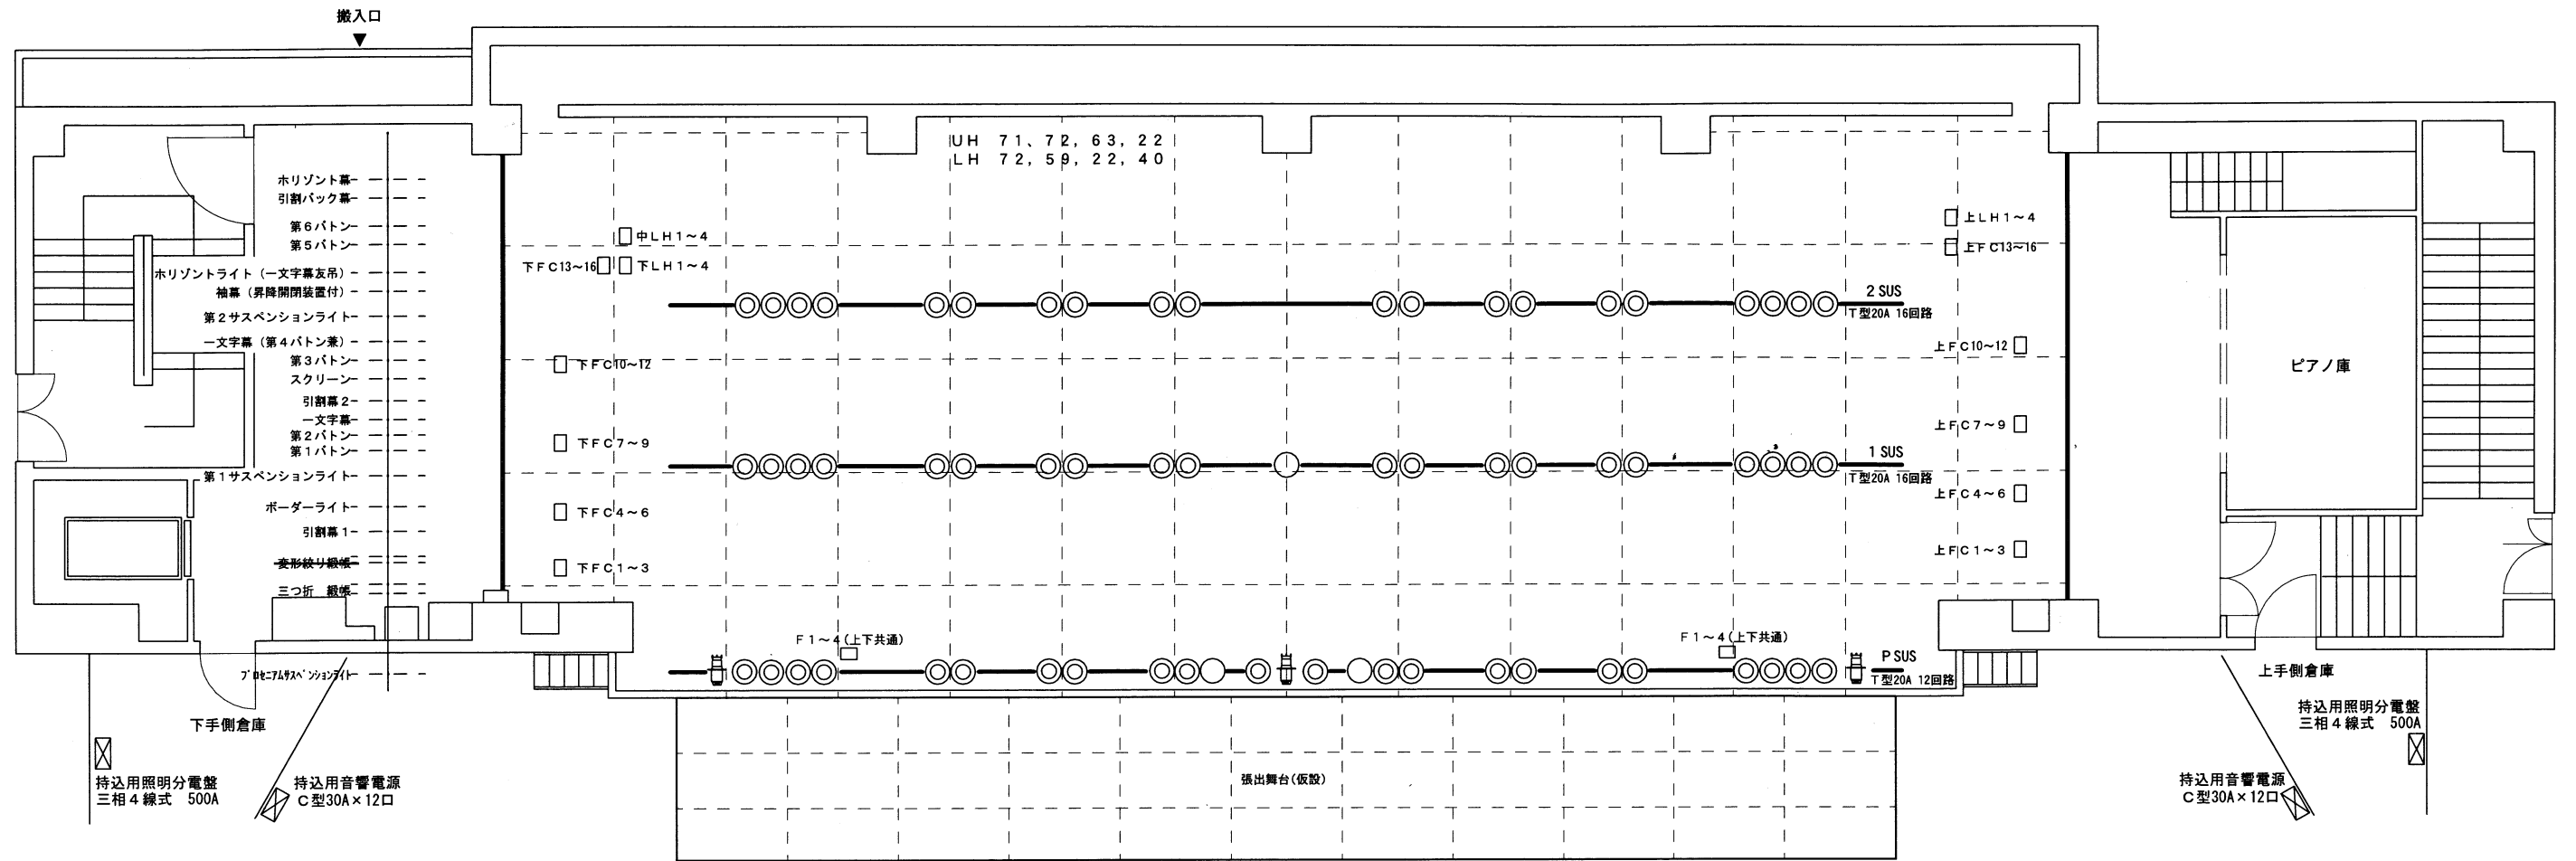 搬入口
UH 71、72,63,22
LH 72,59,22,40
ホリゾント幕
引割バック幕
第6バトン
第5バトン
ホリゾントライト(一文字幕友吊)
袖幕(昇降開閉装置付)
第2サスペンションライト
一文字幕(第4バトン兼)
第3バトン
スクリーン
引割幕2
一文字幕
第2バトン
第1バトン
第1サスペンションライト
ボーダーライト
引割幕1
変形絞り緞帳
三つ折 緞帳
プロセニアムサスペンションライト
中LH1~4
下FC13~16
下LH1~4
下FC10~12
下FC7~9
下FC4~6
下FC1~3
上LH1~4
上FC13~16
2 SUS
T型20A 16回路
上FC10~12
上FC7~9
1 SUS
T型20A 16回路
上FC4~6
上FC1~3
ピアノ庫
F1~4(上下共通)
F1~4(上下共通)
P SUS
T型20A 12回路
下手側倉庫
上手側倉庫
持込用照明分電盤
三相4線式 500A
持込用音響電源
C型30A×12口
張出舞台(仮設)
持込用照明分電盤
三相4線式 500A
持込用音響電源
C型30A×12口